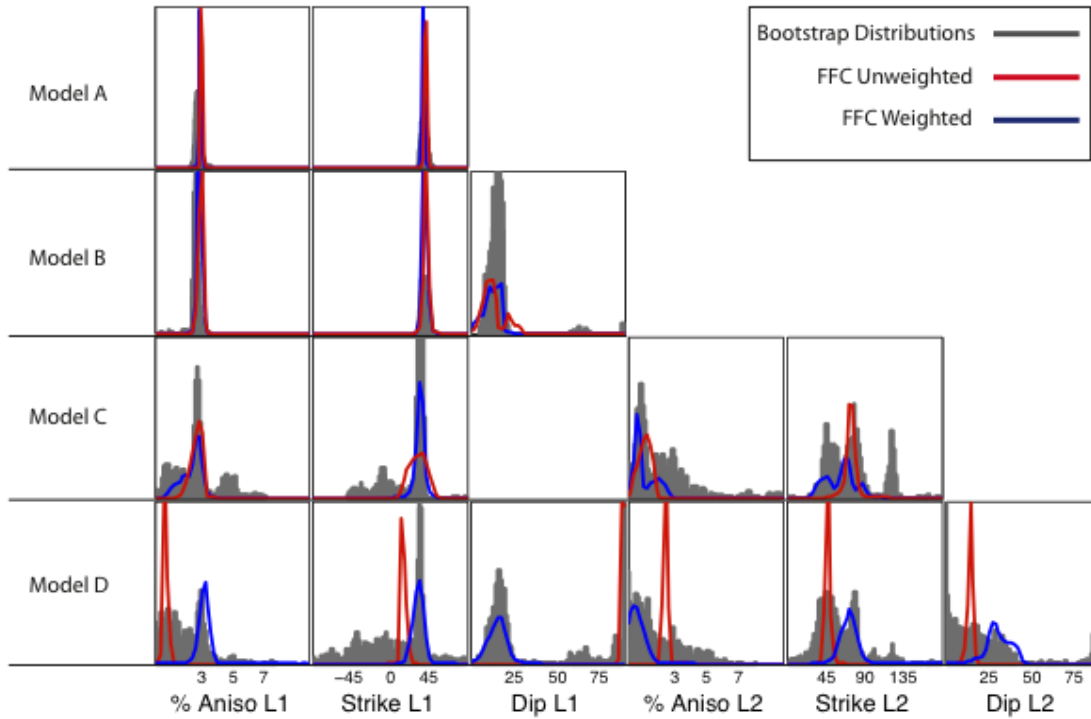 Bootstrap Distributions
FFC Unweighted
FFC Weighted
Model A
Model B
Model C
Model D
3 5 7 −45 0 45 25 50 75 3 5 7 45 90 135 25 50 75
% Aniso L1 Strike L1 Dip L1 % Aniso L2 Strike L2 Dip L2